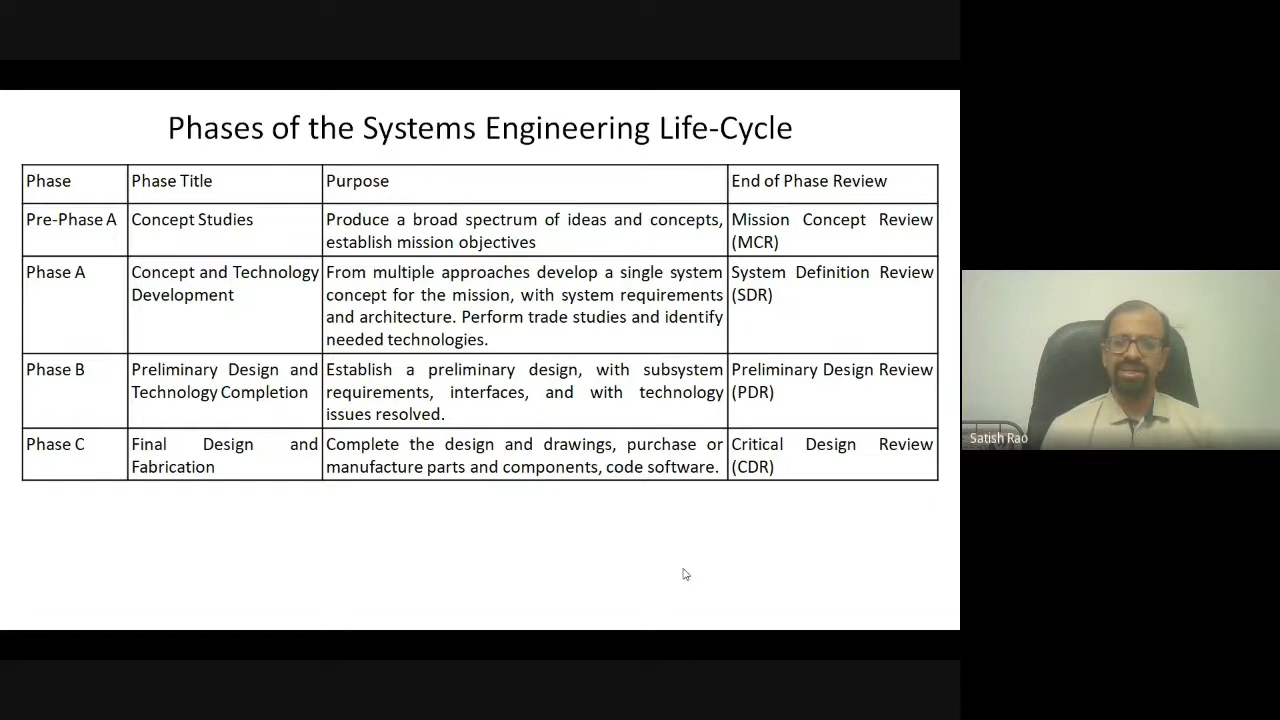 Phases of the Systems Engineering Life-Cycle
Phase Phase Title Purpose End of Phase Review
Pre-Phase A Concept Studies Produce a broad spectrum of ideas and concepts, Mission Concept Review
establish mission objectives (MCR)
Phase A Concept and Technology From multiple approaches develop a single system System Definition Review
Development concept for the mission, with system requirements (SDR)
and architecture. Perform trade studies and identify
needed technologies.
Phase B Preliminary Design and Establish a preliminary design, with subsystem Preliminary Design Review
Technology Completion requirements, interfaces, and with technology (PDR)
issues resolved.
Phase C Final Design and Complete the design and drawings, purchase or Critical Design Review
Fabrication manufacture parts and components, code software. (CDR)
Satish Rao